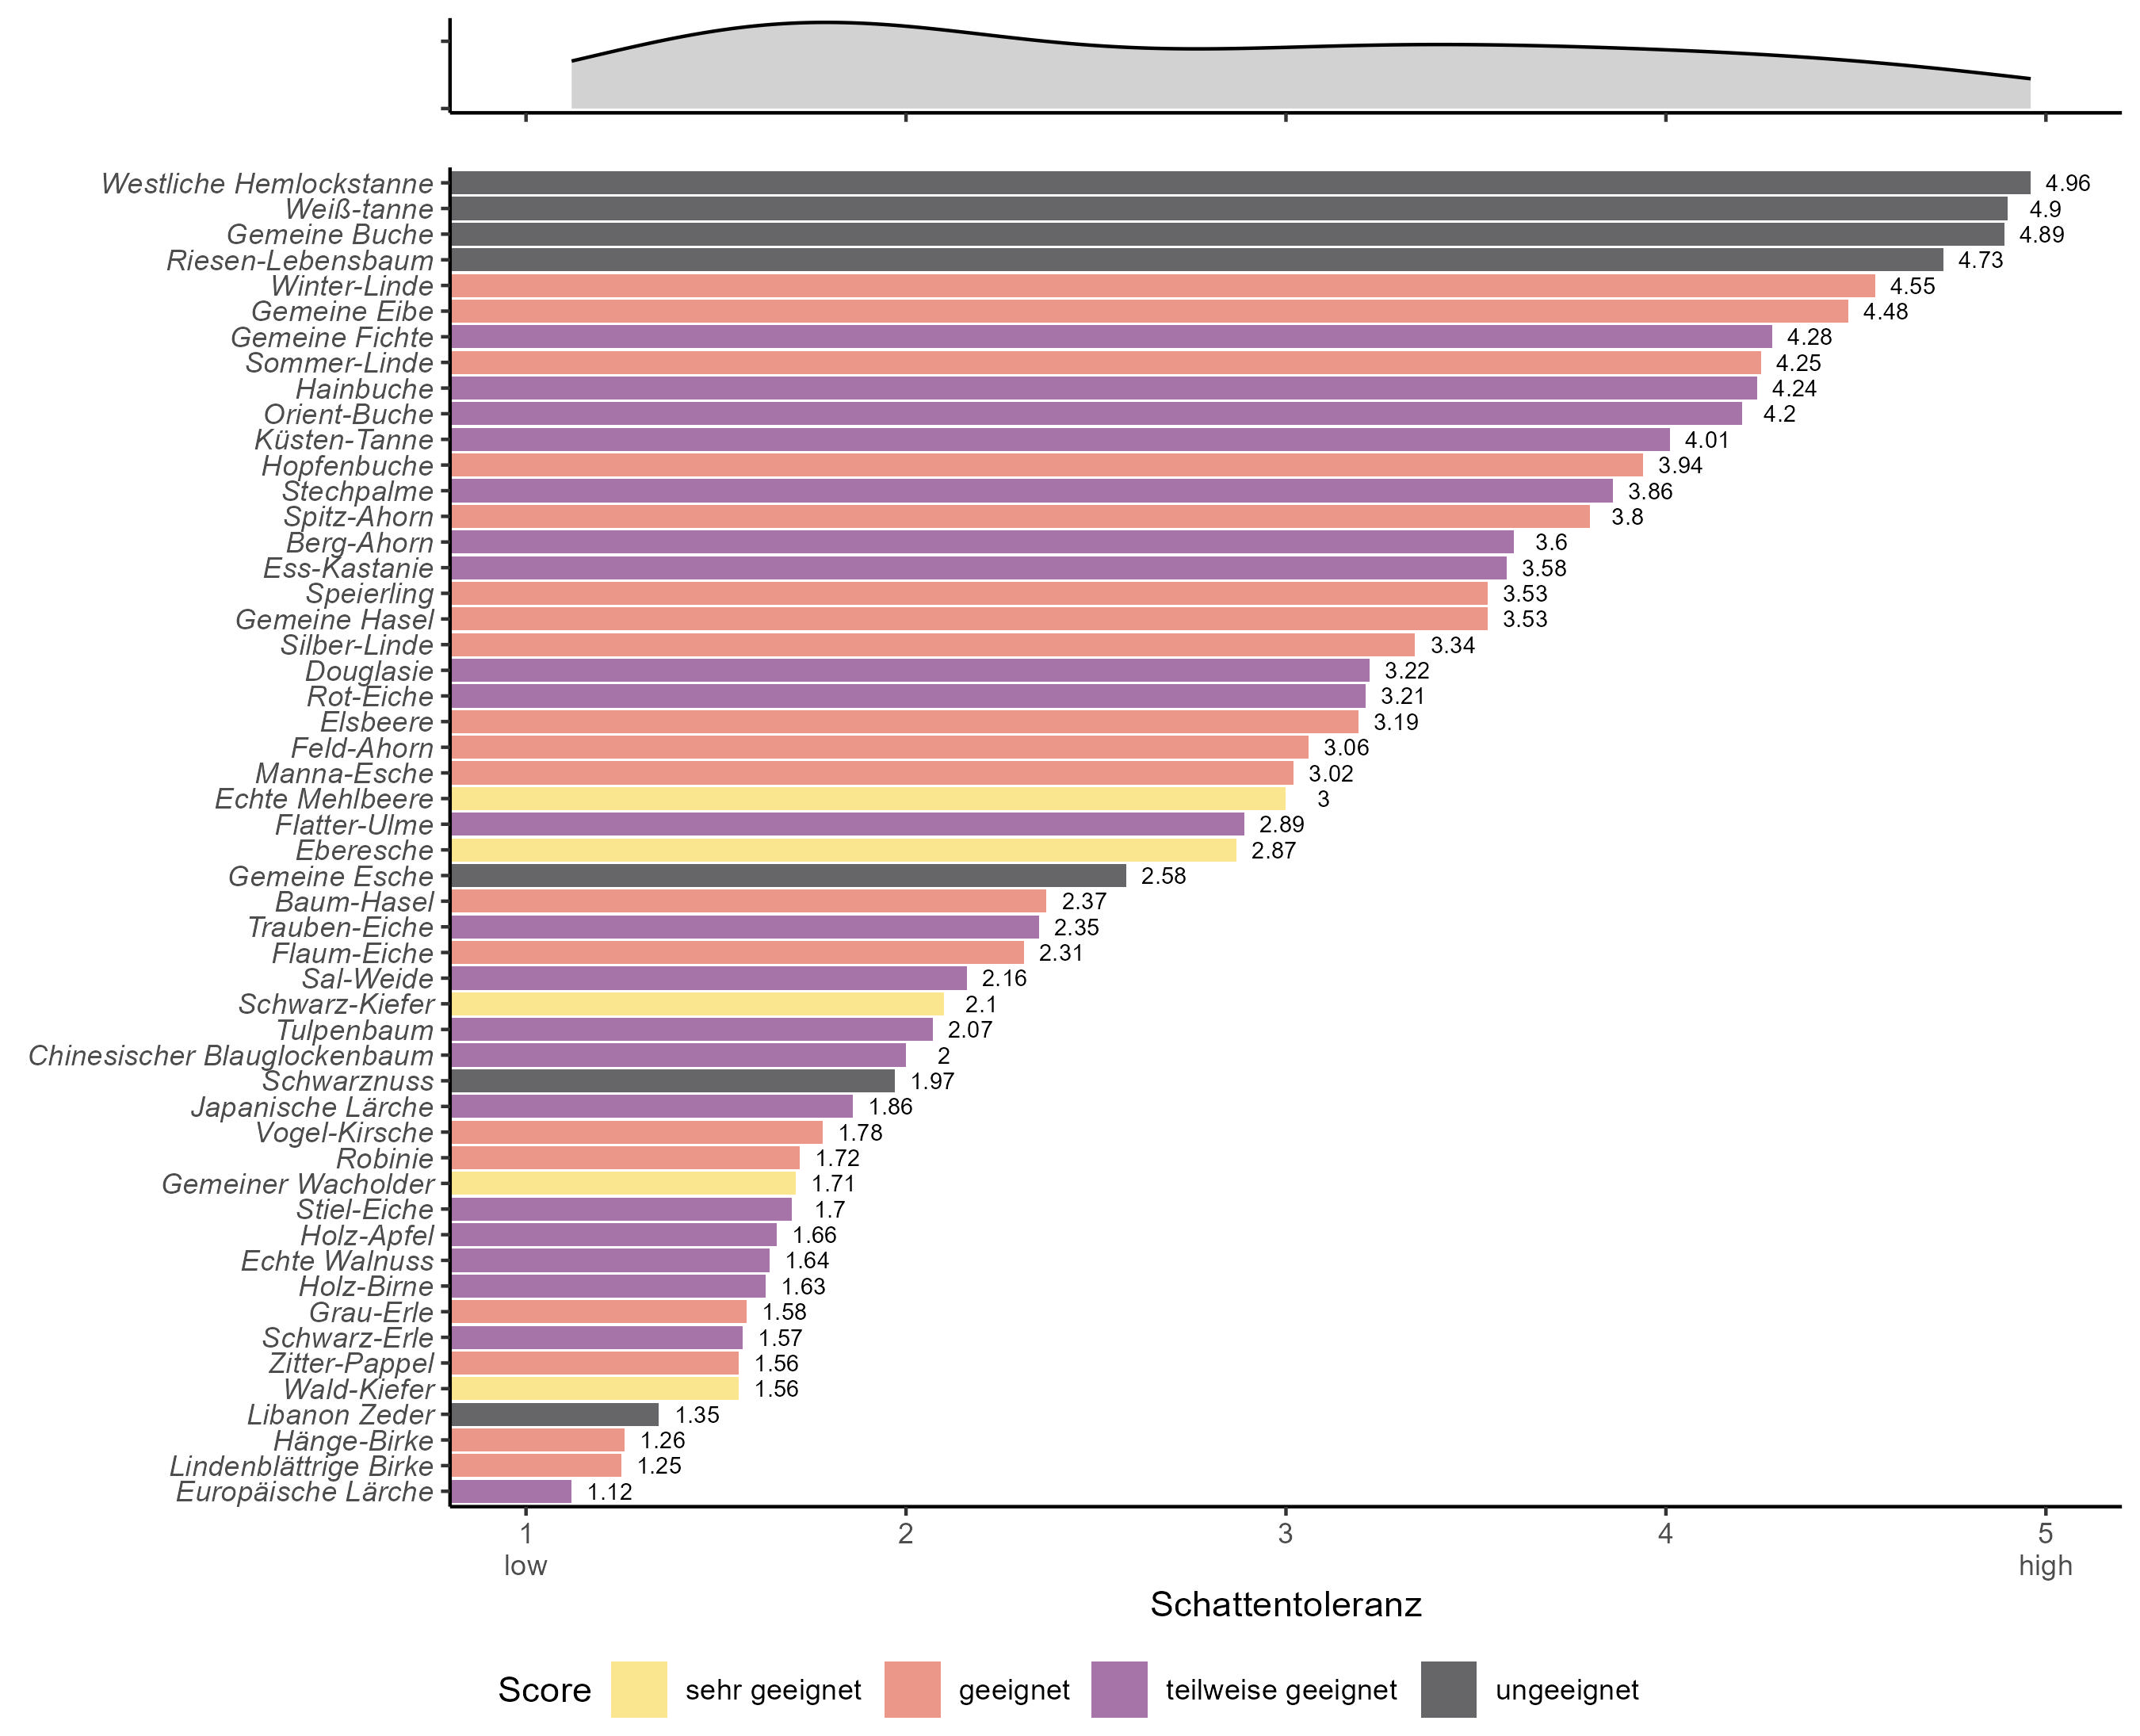 Westliche Hemlockstanne 4.96
Weiß-tanne 4.9
Gemeine Buche 4.89
Riesen-Lebensbaum 4.73
Winter-Linde 4.55
Gemeine Eibe 4.48
Gemeine Fichte 4.28
Sommer-Linde 4.25
Hainbuche 4.24
Orient-Buche 4.2
Küsten-Tanne 4.01
Hopfenbuche 3.94
Stechpalme 3.86
Spitz-Ahorn 3.8
Berg-Ahorn 3.6
Ess-Kastanie 3.58
Speierling 3.53
Gemeine Hasel 3.53
Silber-Linde 3.34
Douglasie 3.22
Rot-Eiche 3.21
Elsbeere 3.19
Feld-Ahorn 3.06
Manna-Esche 3.02
Echte Mehlbeere 3
Flatter-Ulme 2.89
Eberesche 2.87
Gemeine Esche 2.58
Baum-Hasel 2.37
Trauben-Eiche 2.35
Flaum-Eiche 2.31
Sal-Weide 2.16
Schwarz-Kiefer 2.1
Tulpenbaum 2.07
Chinesischer Blauglockenbaum 2
Schwarznuss 1.97
Japanische Lärche 1.86
Vogel-Kirsche 1.78
Robinie 1.72
Gemeiner Wacholder 1.71
Stiel-Eiche 1.7
Holz-Apfel 1.66
Echte Walnuss 1.64
Holz-Birne 1.63
Grau-Erle 1.58
Schwarz-Erle 1.57
Zitter-Pappel 1.56
Wald-Kiefer 1.56
Libanon Zeder 1.35
Hänge-Birke 1.26
Lindenblättrige Birke 1.25
Europäische Lärche 1.12
1 2 3 4 5
low high
Schattentoleranz
Score sehr geeignet geeignet teilweise geeignet ungeeignet